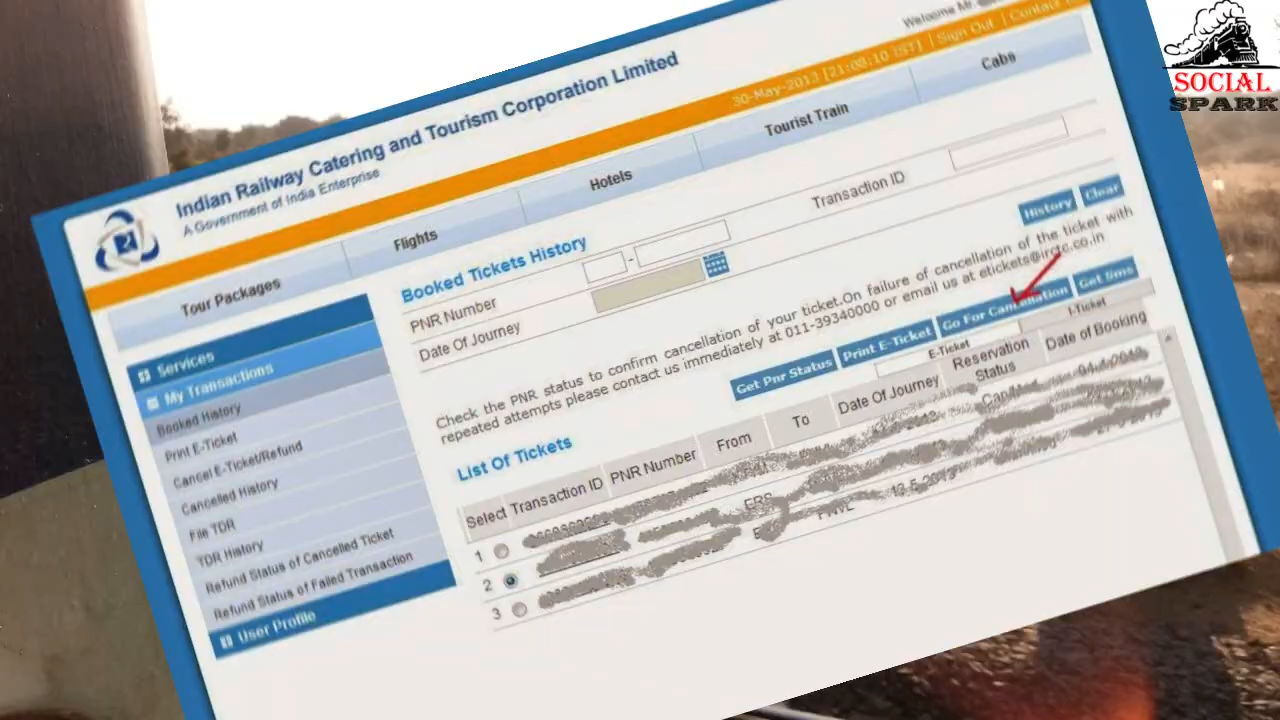 SOCIAL
SPARK
Welcome Mr.
Indian Railway Catering and Tourism Corporation Limited
A Government of India Enterprise
30-May-2013 [21:08:10 IST] | Sign Out | Contact
Tour Packages
Flights
Hotels
Tourist Train
Cabs
Services
My Transactions
Booked History
Print E-Ticket
Cancel E-Ticket/Refund
Cancelled History
File TDR
TDR History
Refund Status of Cancelled Ticket
Refund Status of Failed Transaction
User Profile
Booked Tickets History
PNR Number -
Transaction ID
Date Of Journey
History Clear
Check the PNR status to confirm cancellation of your ticket.On failure of cancellation of the ticket with
repeated attempts please contact us immediately at 011-39340000 or email us at etickets@irctc.co.in
Get Pnr Status Print E-Ticket Go For Cancellation Get Sms
E-Ticket I-Ticket
List Of Tickets
Select Transaction ID PNR Number From To Date Of Journey Reservation Status Date of Booking
1
2 ERS
3